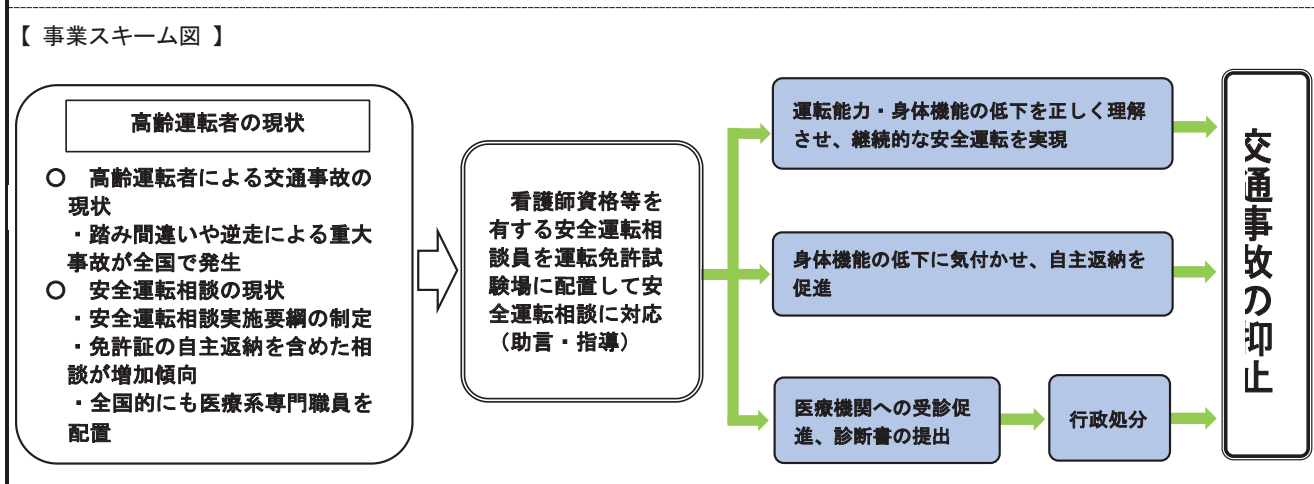 【 事業スキーム図 】
高齢運転者の現状
○ 高齢運転者による交通事故の
現状
・踏み間違いや逆走による重大
事故が全国で発生
○ 安全運転相談の現状
・安全運転相談実施要綱の制定
・免許証の自主返納を含めた相
談が増加傾向
・全国的にも医療系専門職員を
配置
看護師資格等を
有する安全運転相
談員を運転免許試
験場に配置して安
全運転相談に対応
（助言・指導）
運転能力・身体機能の低下を正しく理解
させ、継続的な安全運転を実現
身体機能の低下に気付かせ、自主返納を
促進
医療機関への受診促
進、診断書の提出
行政処分
交通事故の抑止